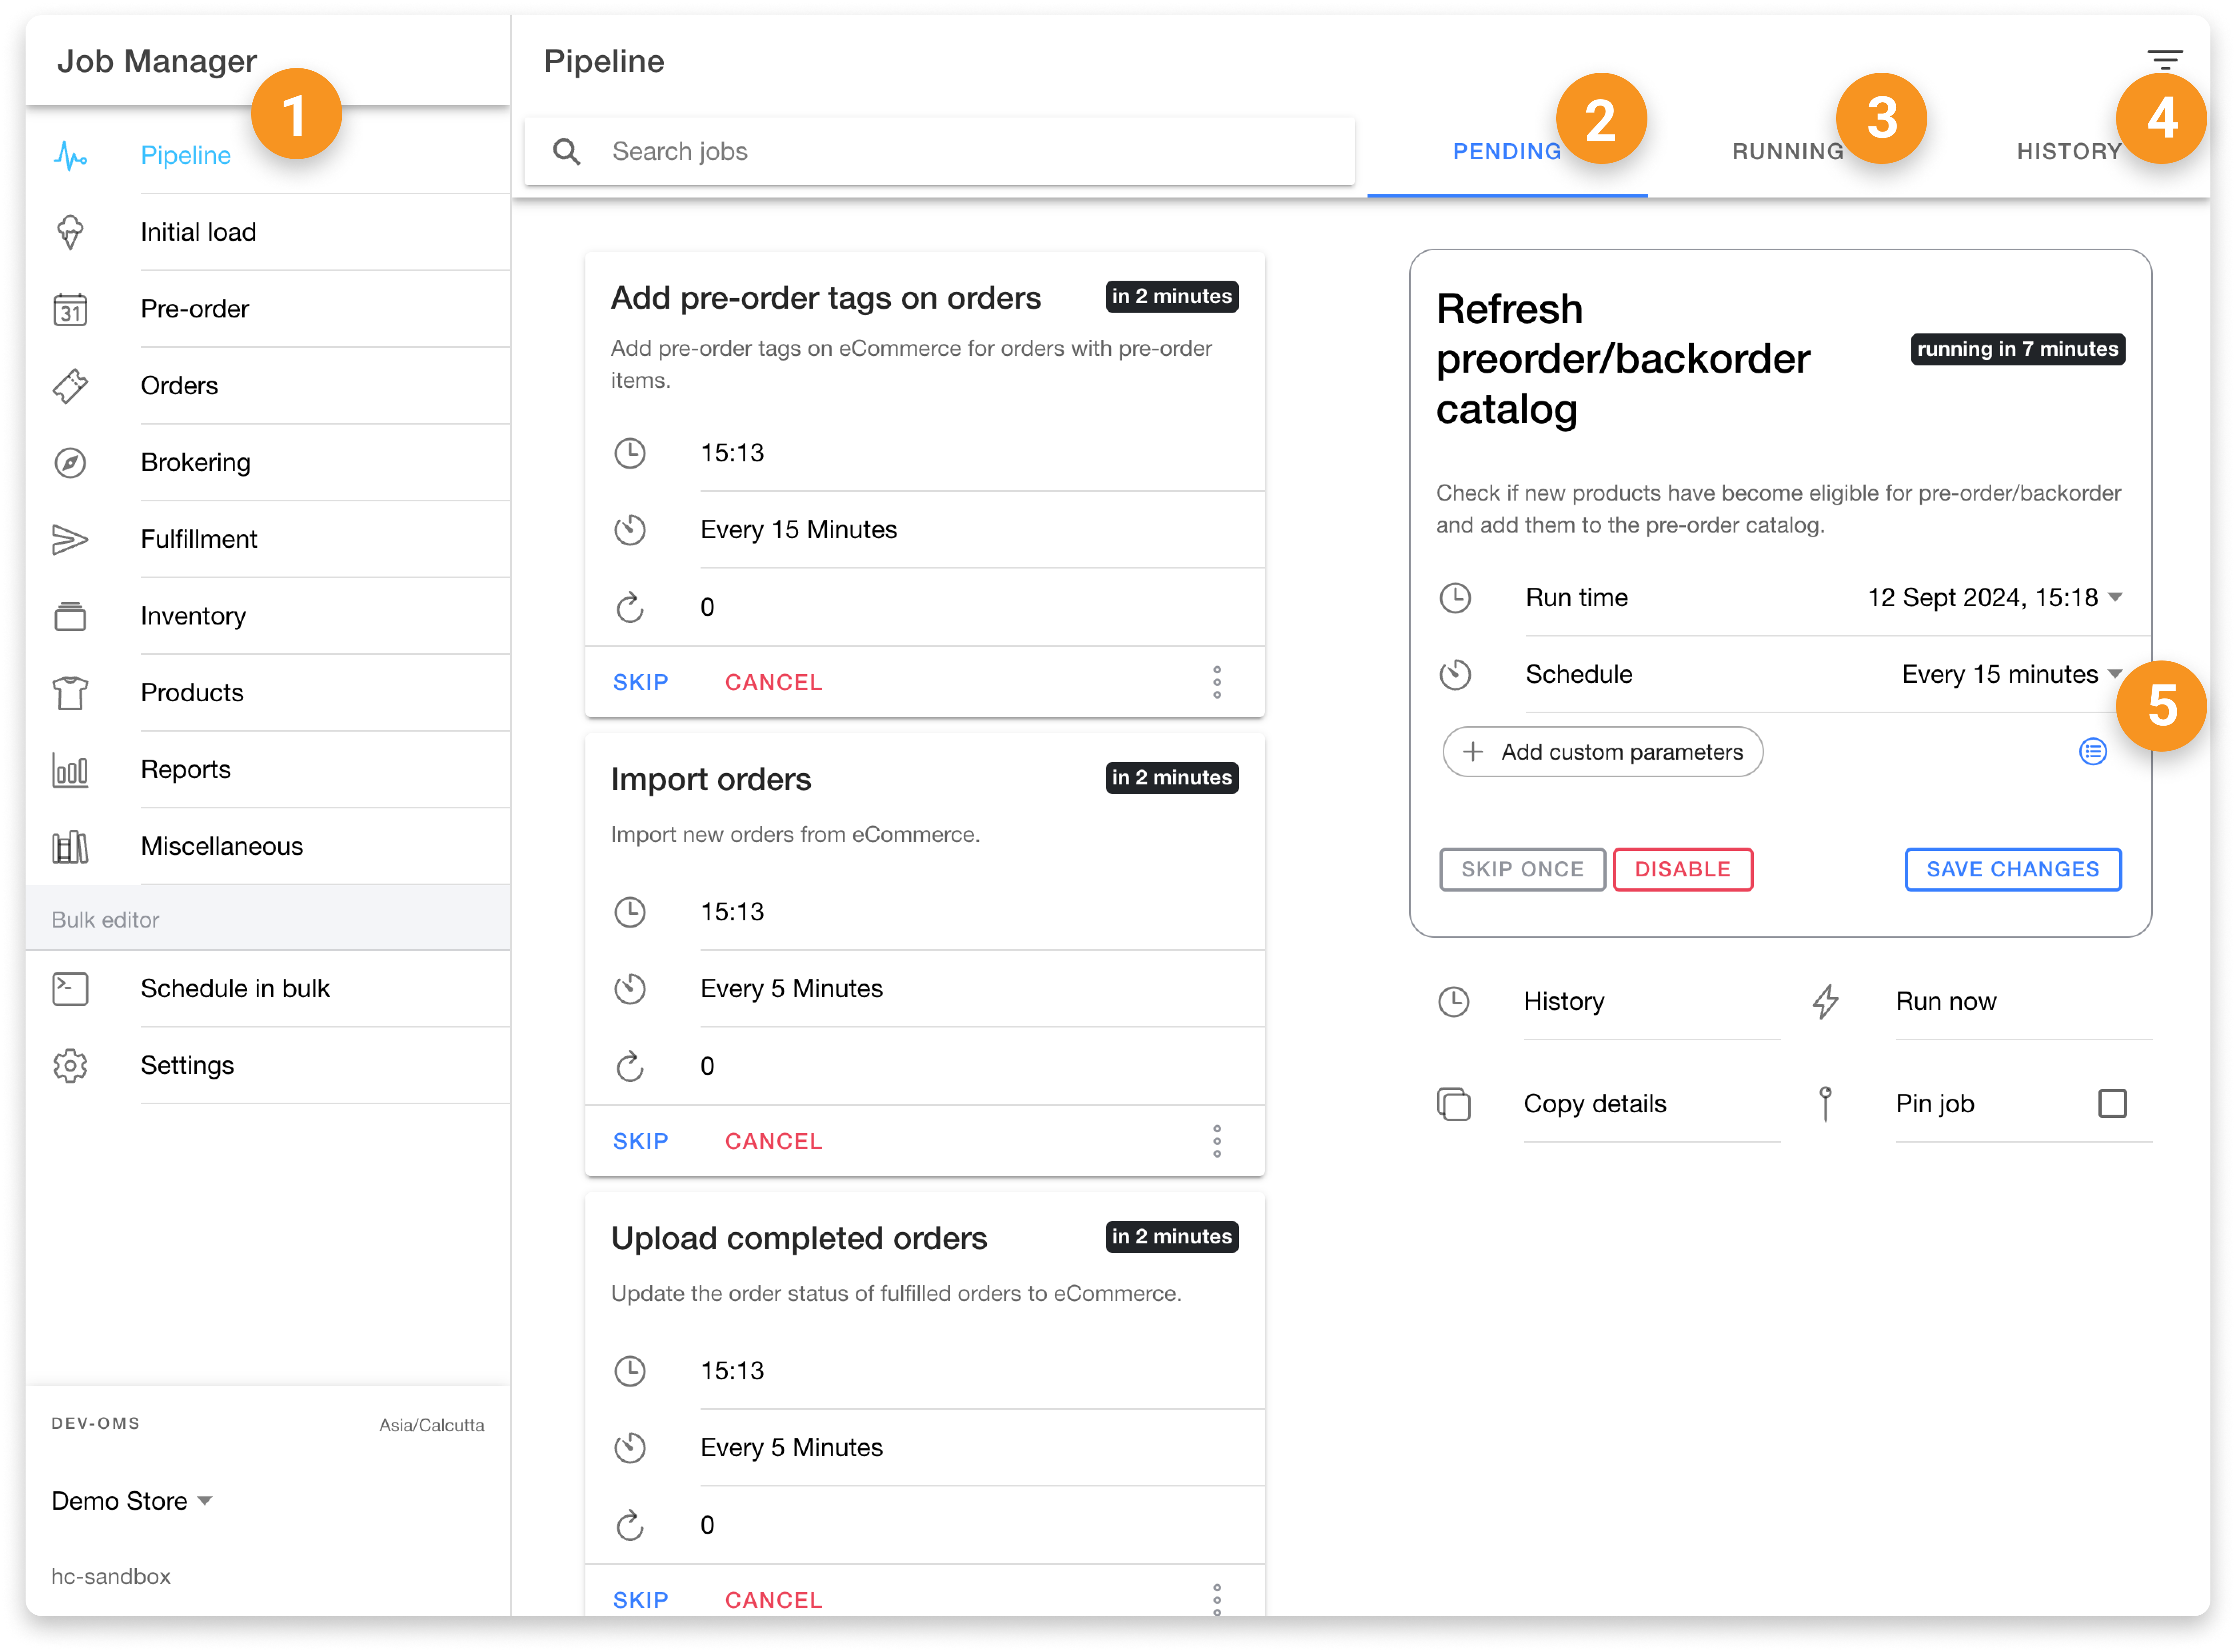 Job Manager
1
Pipeline
Initial load
31
Pre-order
Orders
Brokering
Fulfillment
Inventory
Products
Reports
Miscellaneous
Bulk editor
Schedule in bulk
Settings
DEV-OMS
Asia/Calcutta
Demo Store
hc-sandbox
Pipeline
Search jobs
PENDING
2
RUNNING
3
HISTORY
4
Add pre-order tags on orders
in 2 minutes
Add pre-order tags on eCommerce for orders with pre-order
items.
15:13
Every 15 Minutes
0
SKIP
CANCEL
Import orders
in 2 minutes
Import new orders from eCommerce.
15:13
Every 5 Minutes
0
SKIP
CANCEL
Upload completed orders
in 2 minutes
Update the order status of fulfilled orders to eCommerce.
15:13
Every 5 Minutes
0
SKIP
CANCEL
Refresh
preorder/backorder
catalog
running in 7 minutes
Check if new products have become eligible for pre-order/backorder
and add them to the pre-order catalog.
Run time
12 Sept 2024, 15:18
Schedule
Every 15 minutes
5
Add custom parameters
SKIP ONCE
DISABLE
SAVE CHANGES
History
Run now
Copy details
Pin job